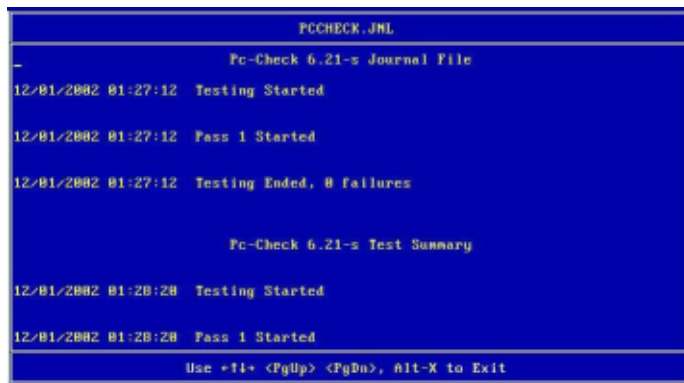 PCCHECK.JNL
Pc-Check 6.21-s Journal File
12/01/2002 01:27:12 Testing Started
12/01/2002 01:27:12 Pass 1 Started
12/01/2002 01:27:12 Testing Ended, 0 failures
Pc-Check 6.21-s Test Summary
12/01/2002 01:28:20 Testing Started
12/01/2002 01:28:20 Pass 1 Started
Use ←↑↓→ <PgUp> <PgDn>, Alt-X to Exit